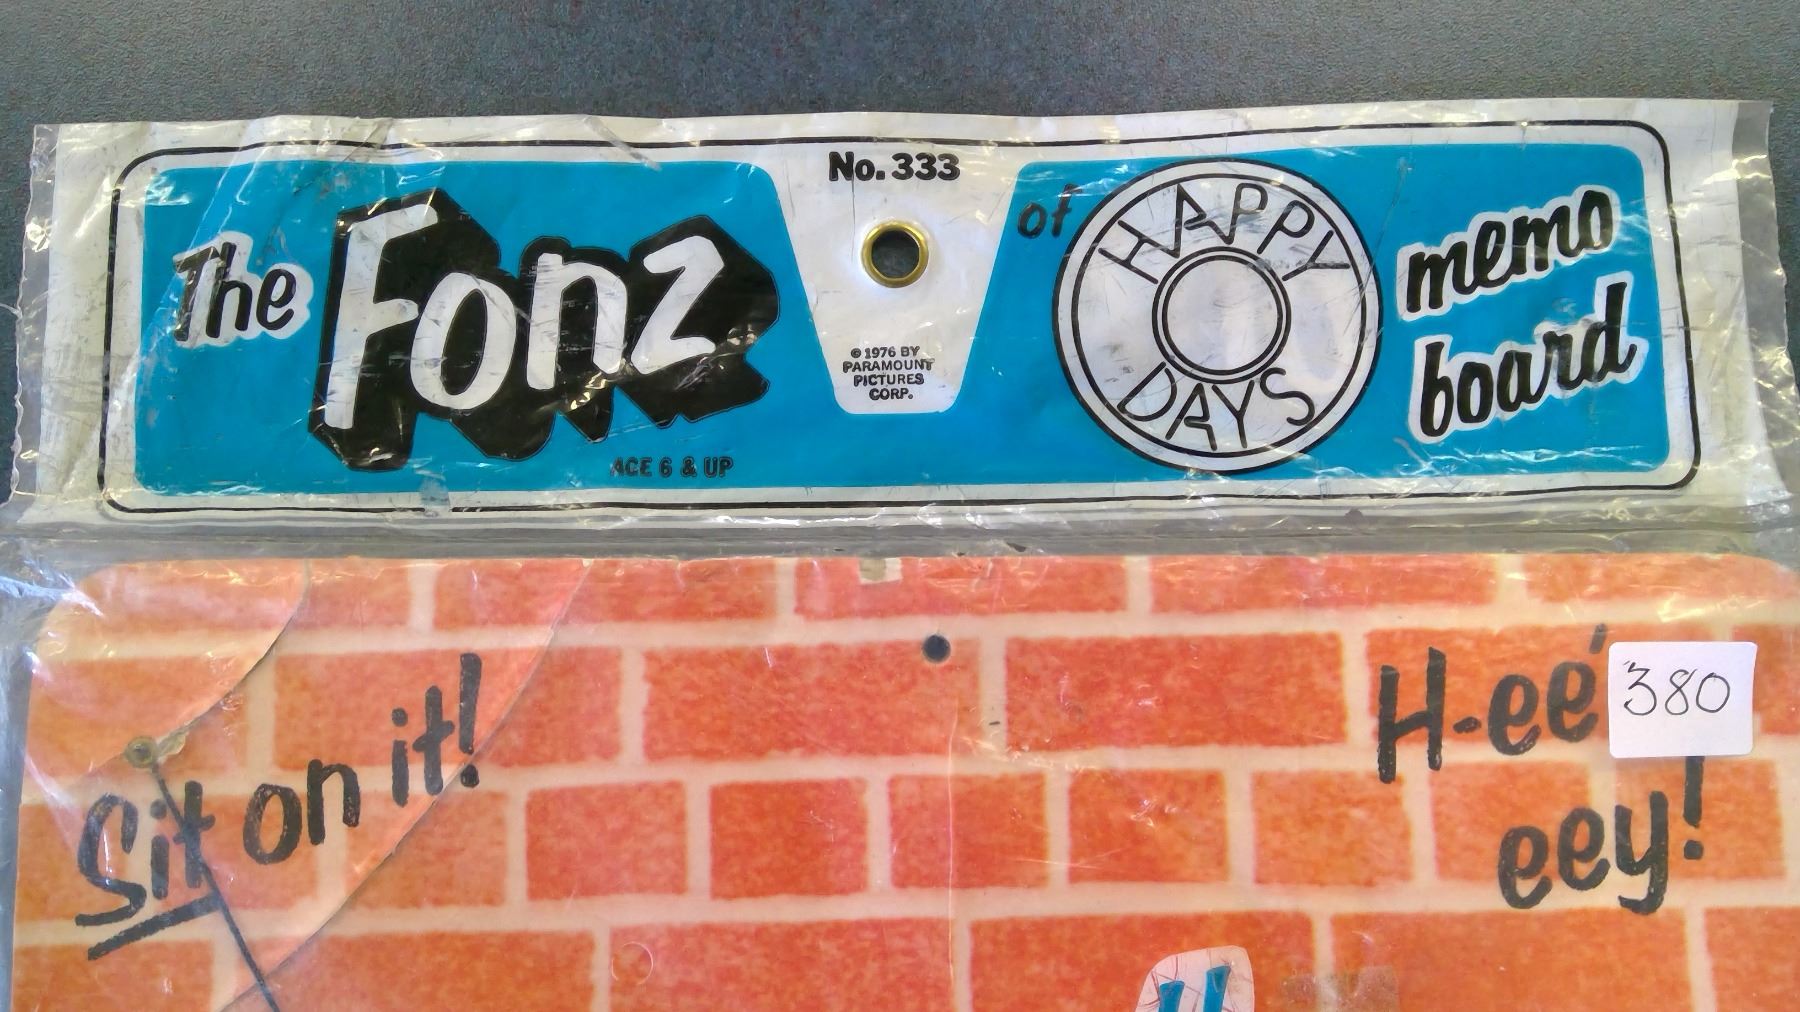 No. 333
The Fonz
of
HAPPY
DAYS
memo
board
© 1976 BY
PARAMOUNT
PICTURES
CORP.
AGE 6 & UP
Sit on it!
H-eé
380
eey!